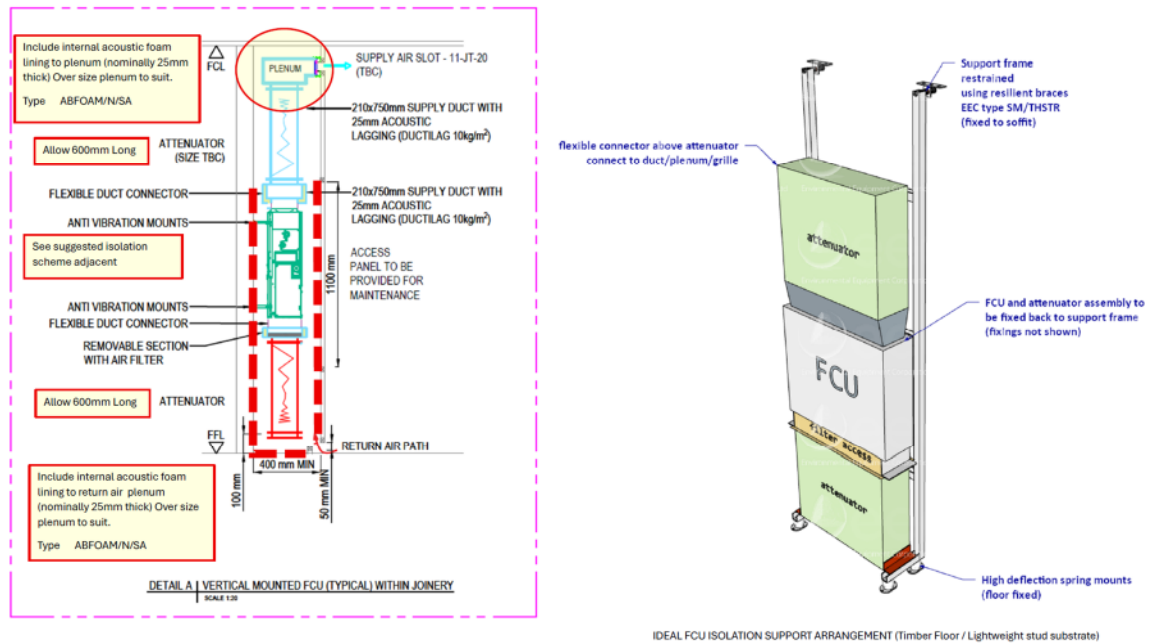 Include internal acoustic foam
lining to plenum (nominally 25mm
thick) Over size plenum to suit.
Type ABFOAM/N/SA
FCL
PLENUM
SUPPLY AIR SLOT - 11-JT-20
(TBC)
210x750mm SUPPLY DUCT WITH
25mm ACOUSTIC
LAGGING (DUCTILAG 10kg/m²)
Allow 600mm Long
ATTENUATOR
(SIZE TBC)
FLEXIBLE DUCT CONNECTOR
210x750mm SUPPLY DUCT WITH
25mm ACOUSTIC
LAGGING (DUCTILAG 10kg/m²)
ANTI VIBRATION MOUNTS
See suggested isolation
scheme adjacent
1100 mm
ACCESS
PANEL TO BE
PROVIDED FOR
MAINTENANCE
ANTI VIBRATION MOUNTS
FLEXIBLE DUCT CONNECTOR
REMOVABLE SECTION
WITH AIR FILTER
Allow 600mm Long
ATTENUATOR
FFL
RETURN AIR PATH
400 mm MIN
100 mm
50 mm MIN
Include internal acoustic foam
lining to return air plenum
(nominally 25mm thick) Over size
plenum to suit.
Type ABFOAM/N/SA
DETAIL A VERTICAL MOUNTED FCU (TYPICAL) WITHIN JOINERY
SCALE 1:20
Support frame
restrained
using resilient braces
EEC type SM/THSTR
(fixed to soffit)
flexible connector above attenuator
connect to duct/plenum/grille
attenuator
FCU and attenuator assembly to
be fixed back to support frame
(fixings not shown)
FCU
filter access
attenuator
High deflection spring mounts
(floor fixed)
IDEAL FCU ISOLATION SUPPORT ARRANGEMENT (Timber Floor / Lightweight stud substrate)